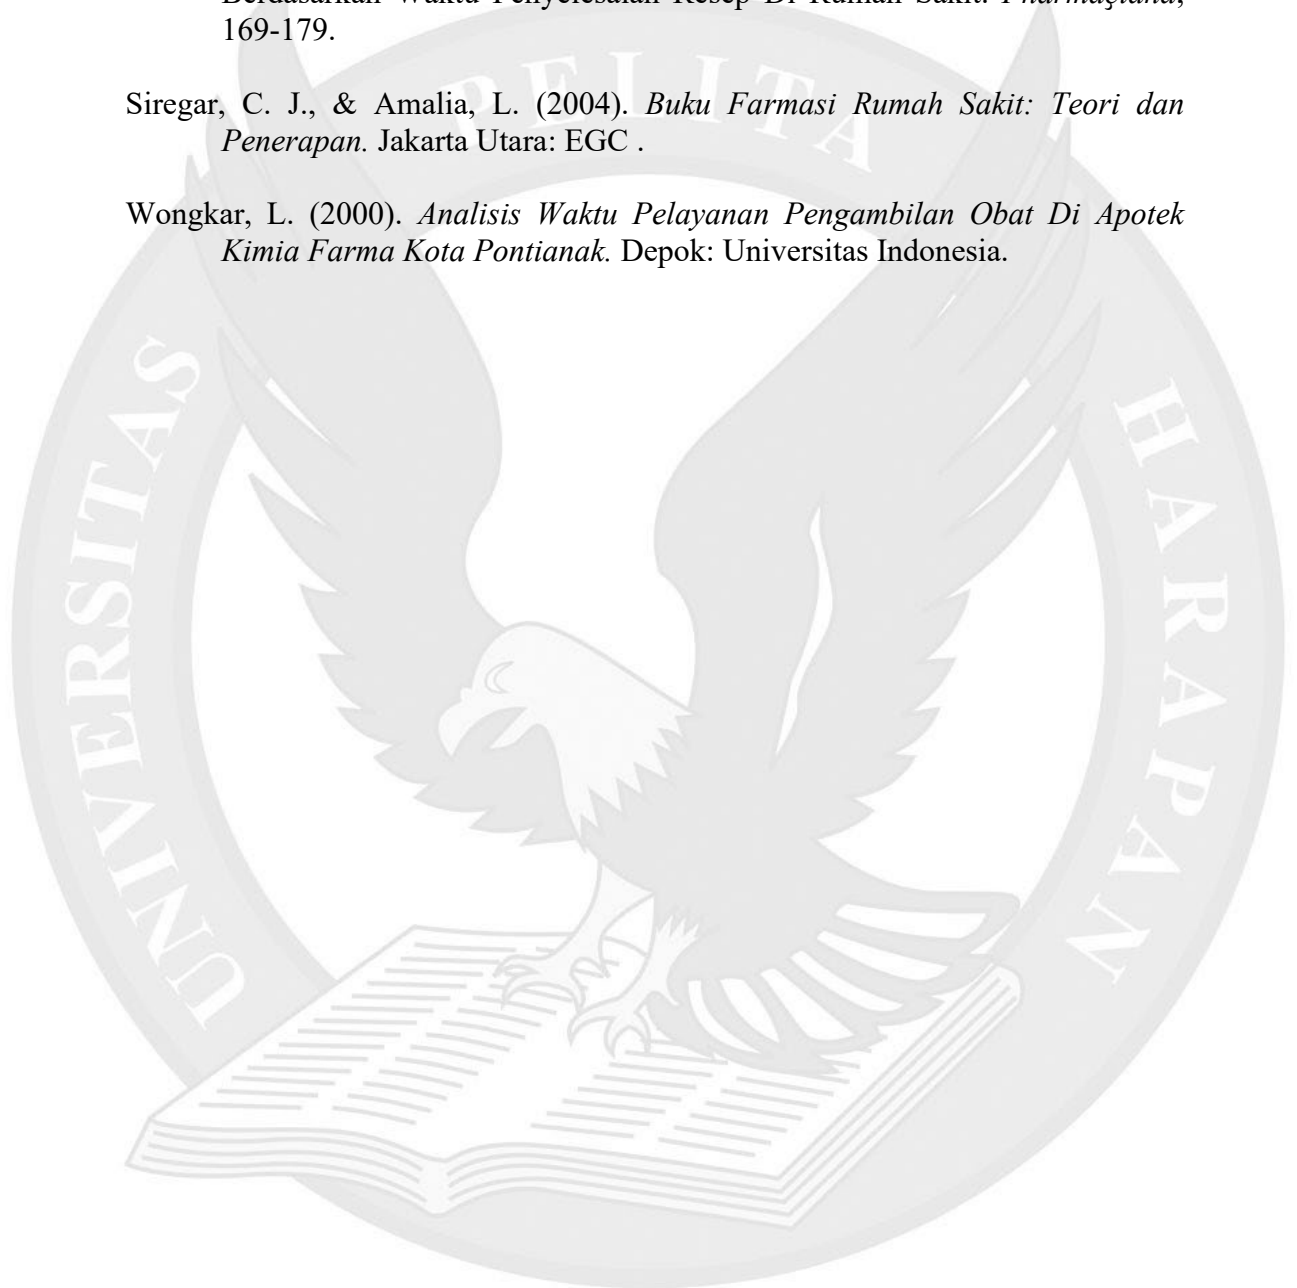 Berdasarkan Waktu Penyelesaian Resep Di Rumah Sakit. Pharmaçiana,
169-179.
Siregar, C. J., & Amalia, L. (2004). Buku Farmasi Rumah Sakit: Teori dan
Penerapan. Jakarta Utara: EGC .
Wongkar, L. (2000). Analisis Waktu Pelayanan Pengambilan Obat Di Apotek
Kimia Farma Kota Pontianak. Depok: Universitas Indonesia.
UNIVERSITAS
PELITA
HARAPAN